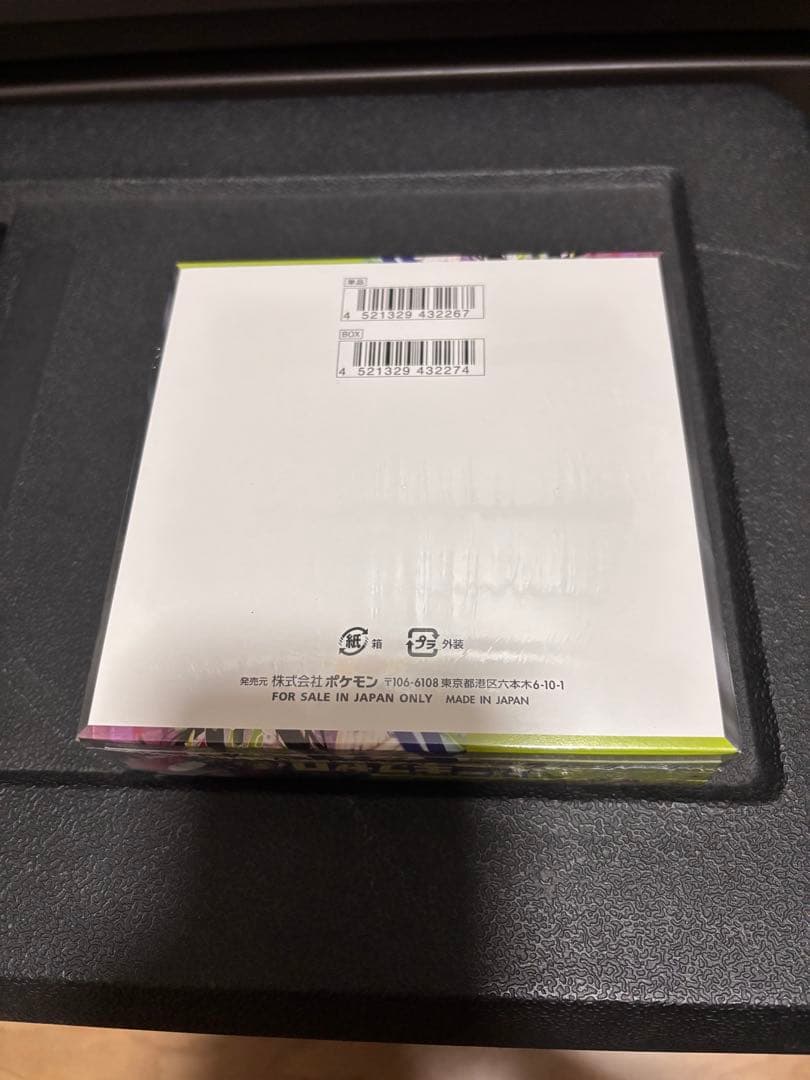 単品
4 521329 432267
BOX
4 521329 432274
紙 箱 プラ 外装
発売元 株式会社ポケモン 〒106-6108 東京都港区六本木6-10-1
FOR SALE IN JAPAN ONLY MADE IN JAPAN